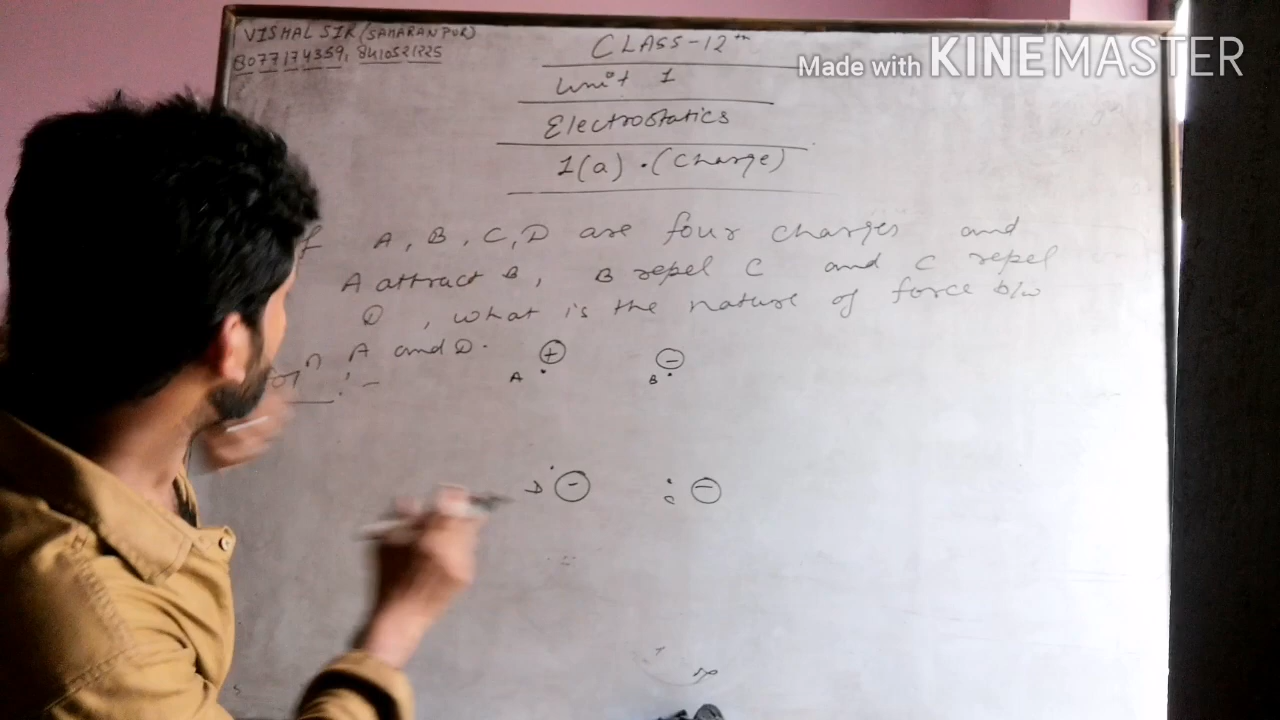 VISHAL SIR (SAHARANPUR)
8077174359, 8410521225
CLASS-12th
Unit 1
Electrostatics
1(a) . (Charge)
Made with KINEMASTER
A, B, C, D are four charges and
A attract B, B repel C and C repel
D, what is the nature of force b/w
A and D.
+ A
− B
D −
C −